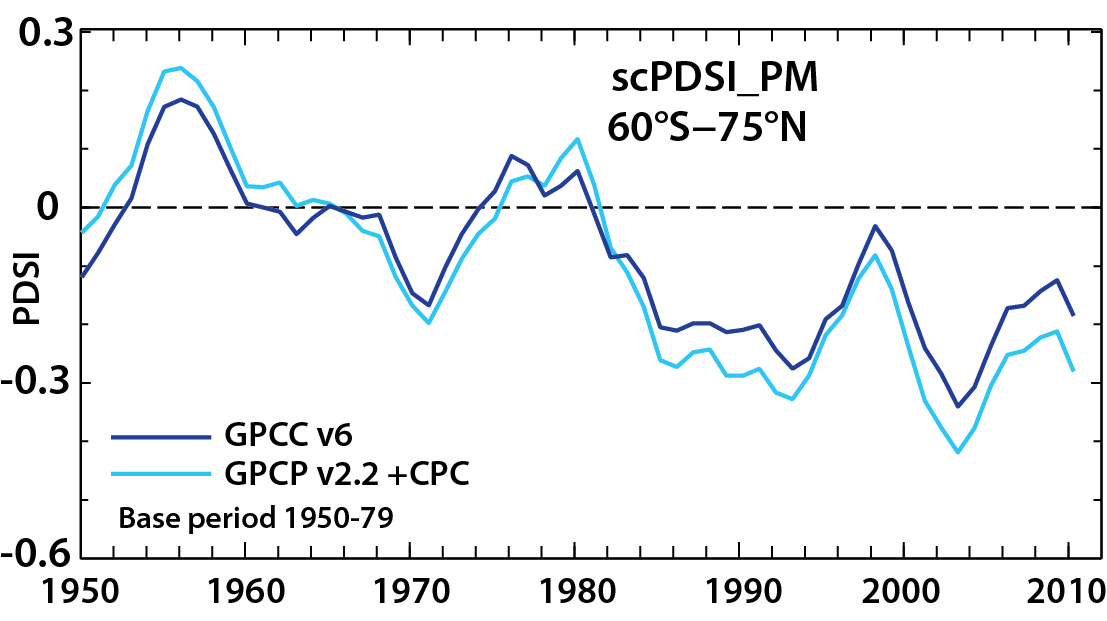 0.3
scPDSI_PM
60°S–75°N
0
PDSI
-0.3
GPCC v6
GPCP v2.2 +CPC
Base period 1950-79
-0.6
1950 1960 1970 1980 1990 2000 2010